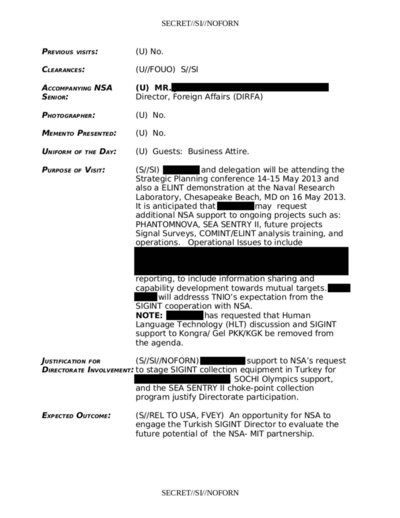 SECRET//SI//NOFORN
PREVIOUS VISITS: (U) No.
CLEARANCES: (U//FOUO) S//SI
ACCOMPANYING NSA (U) MR.
SENIOR: Director, Foreign Affairs (DIRFA)
PHOTOGRAPHER: (U) No.
MEMENTO PRESENTED: (U) No.
UNIFORM OF THE DAY: (U) Guests: Business Attire.
PURPOSE OF VISIT: (S//SI) and delegation will be attending the
Strategic Planning conference 14-15 May 2013 and
also a ELINT demonstration at the Naval Research
Laboratory, Chesapeake Beach, MD on 16 May 2013.
It is anticipated that may request
additional NSA support to ongoing projects such as:
PHANTOMNOVA, SEA SENTRY II, future projects
Signal Surveys, COMINT/ELINT analysis training, and
operations. Operational Issues to include
reporting, to include information sharing and
capability development towards mutual targets.
will addresss TNIO's expectation from the
SIGINT cooperation with NSA.
NOTE: has requested that Human
Language Technology (HLT) discussion and SIGINT
support to Kongra/ Gel PKK/KGK be removed from
the agenda.
JUSTIFICATION FOR (S//SI//NOFORN) support to NSA's request
DIRECTORATE INVOLVEMENT: to stage SIGINT collection equipment in Turkey for
SOCHI Olympics support,
and the SEA SENTRY II choke-point collection
program justify Directorate participation.
EXPECTED OUTCOME: (S//REL TO USA, FVEY) An opportunity for NSA to
engage the Turkish SIGINT Director to evaluate the
future potential of the NSA- MIT partnership.
SECRET//SI//NOFORN